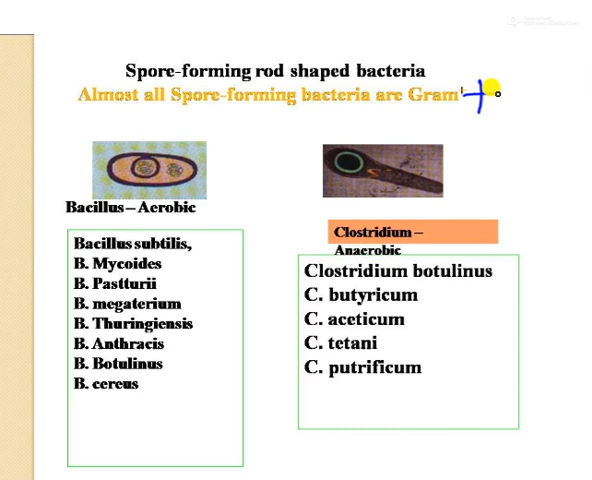 Spore-forming rod shaped bacteria
Almost all Spore-forming bacteria are Gram +
Bacillus – Aerobic
Clostridium –
Anaerobic
Bacillus subtilis,
B. Mycoides
B. Pastturii
B. megaterium
B. Thuringiensis
B. Anthracis
B. Botulinus
B. cereus
Clostridium botulinus
C. butyricum
C. aceticum
C. tetani
C. putrificum